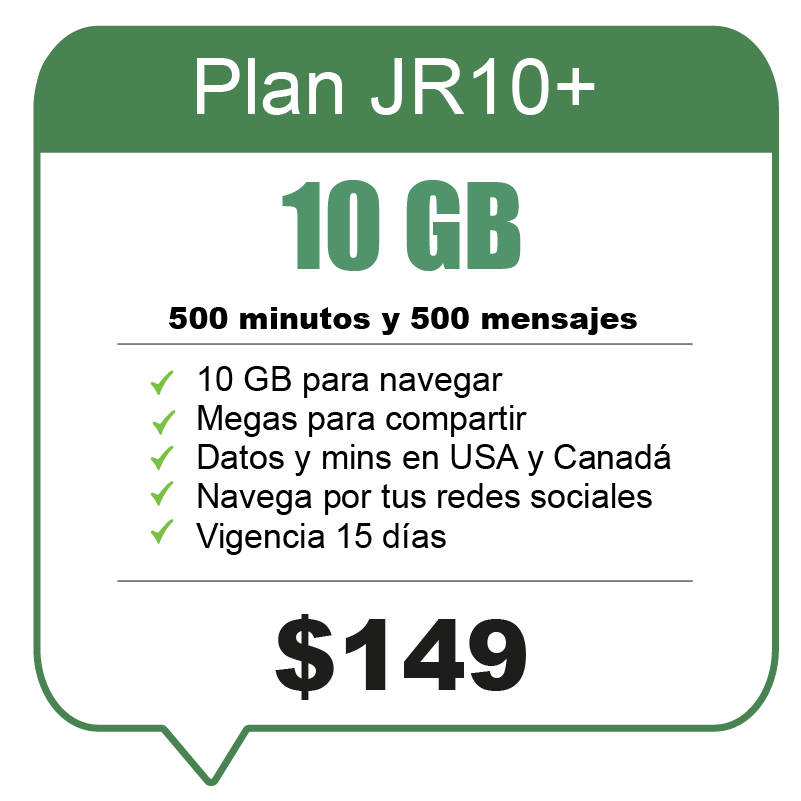 Plan JR10+
10 GB
500 minutos y 500 mensajes
10 GB para navegar
Megas para compartir
Datos y mins en USA y Canadá
Navega por tus redes sociales
Vigencia 15 días
$149